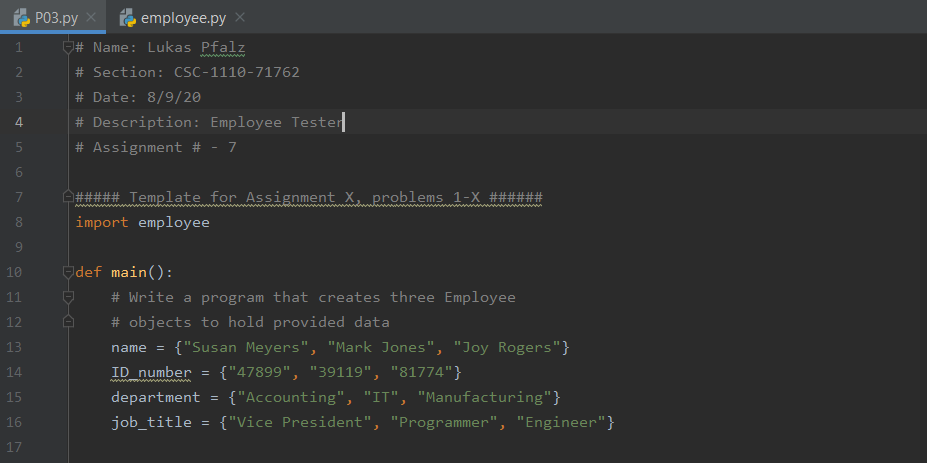 P03.py employee.py
1 # Name: Lukas Pfalz
2 # Section: CSC-1110-71762
3 # Date: 8/9/20
4 # Description: Employee Tester
5 # Assignment # - 7
6
7 ##### Template for Assignment X, problems 1-X ######
8 import employee
9
10 def main():
11 # Write a program that creates three Employee
12 # objects to hold provided data
13 name = {"Susan Meyers", "Mark Jones", "Joy Rogers"}
14 ID_number = {"47899", "39119", "81774"}
15 department = {"Accounting", "IT", "Manufacturing"}
16 job_title = {"Vice President", "Programmer", "Engineer"}
17